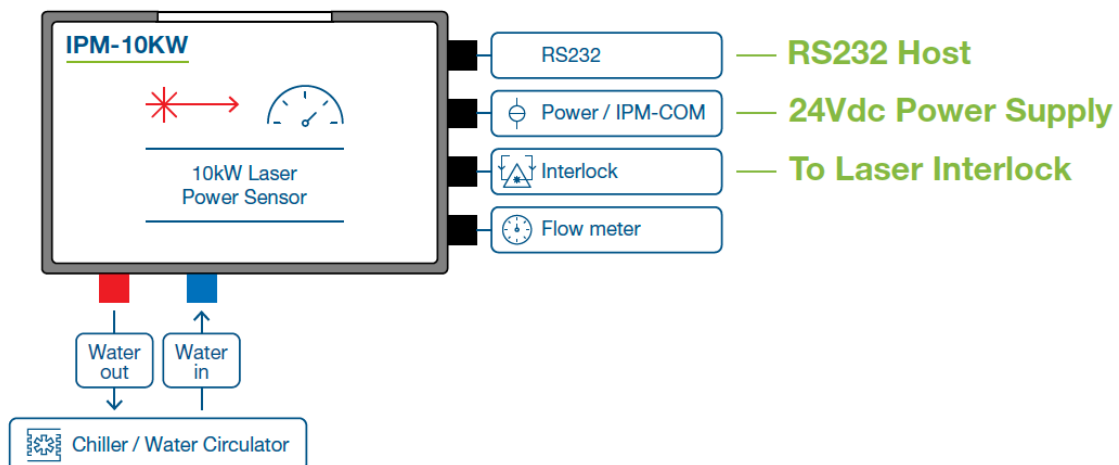 IPM-10KW
10kW Laser
Power Sensor
RS232
RS232 Host
Power / IPM-COM
24Vdc Power Supply
Interlock
To Laser Interlock
Flow meter
Water
out
Water
in
Chiller / Water Circulator